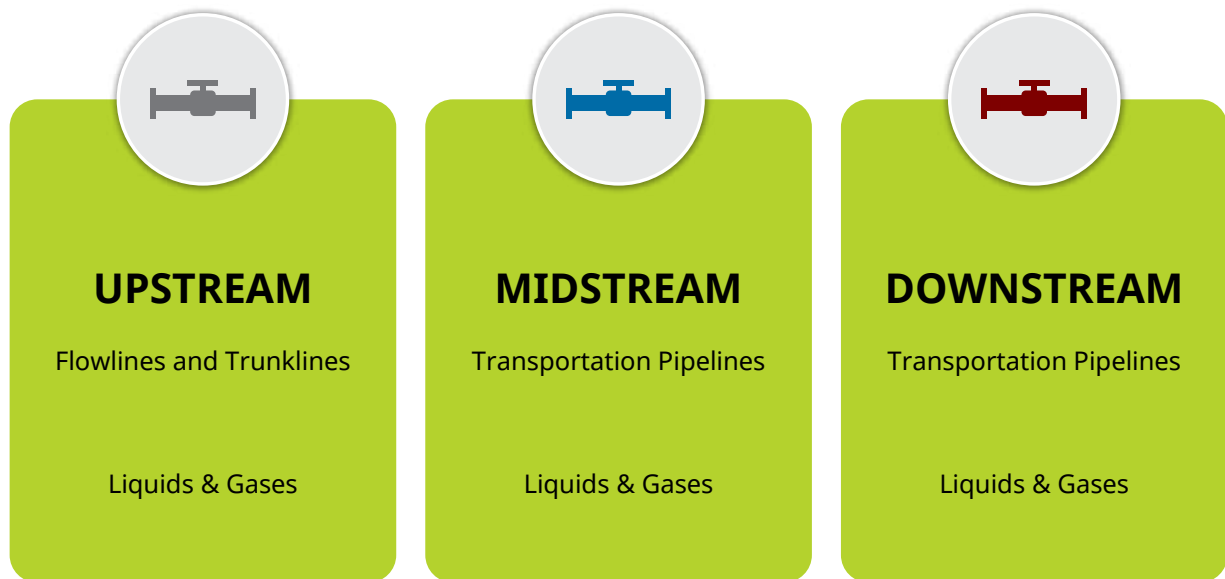 UPSTREAM
Flowlines and Trunklines
Liquids & Gases
MIDSTREAM
Transportation Pipelines
Liquids & Gases
DOWNSTREAM
Transportation Pipelines
Liquids & Gases